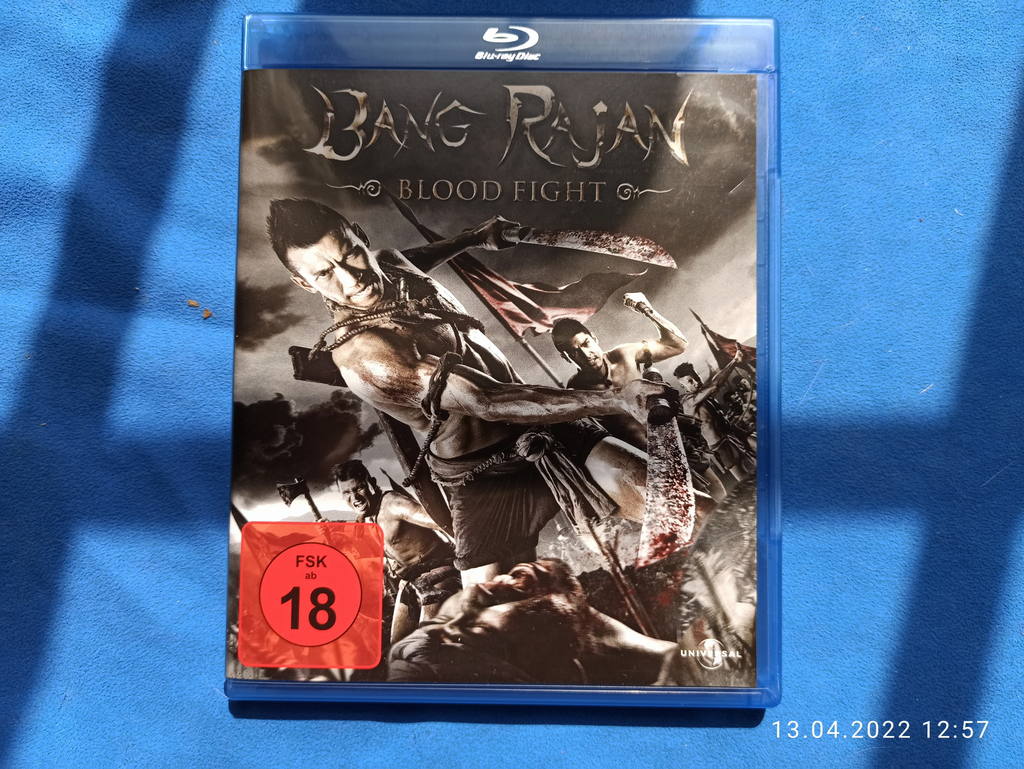 Blu-ray Disc
BANG RAJAN
BLOOD FIGHT
FSK
ab
18
UNIVERSAL
13.04.2022 12:57